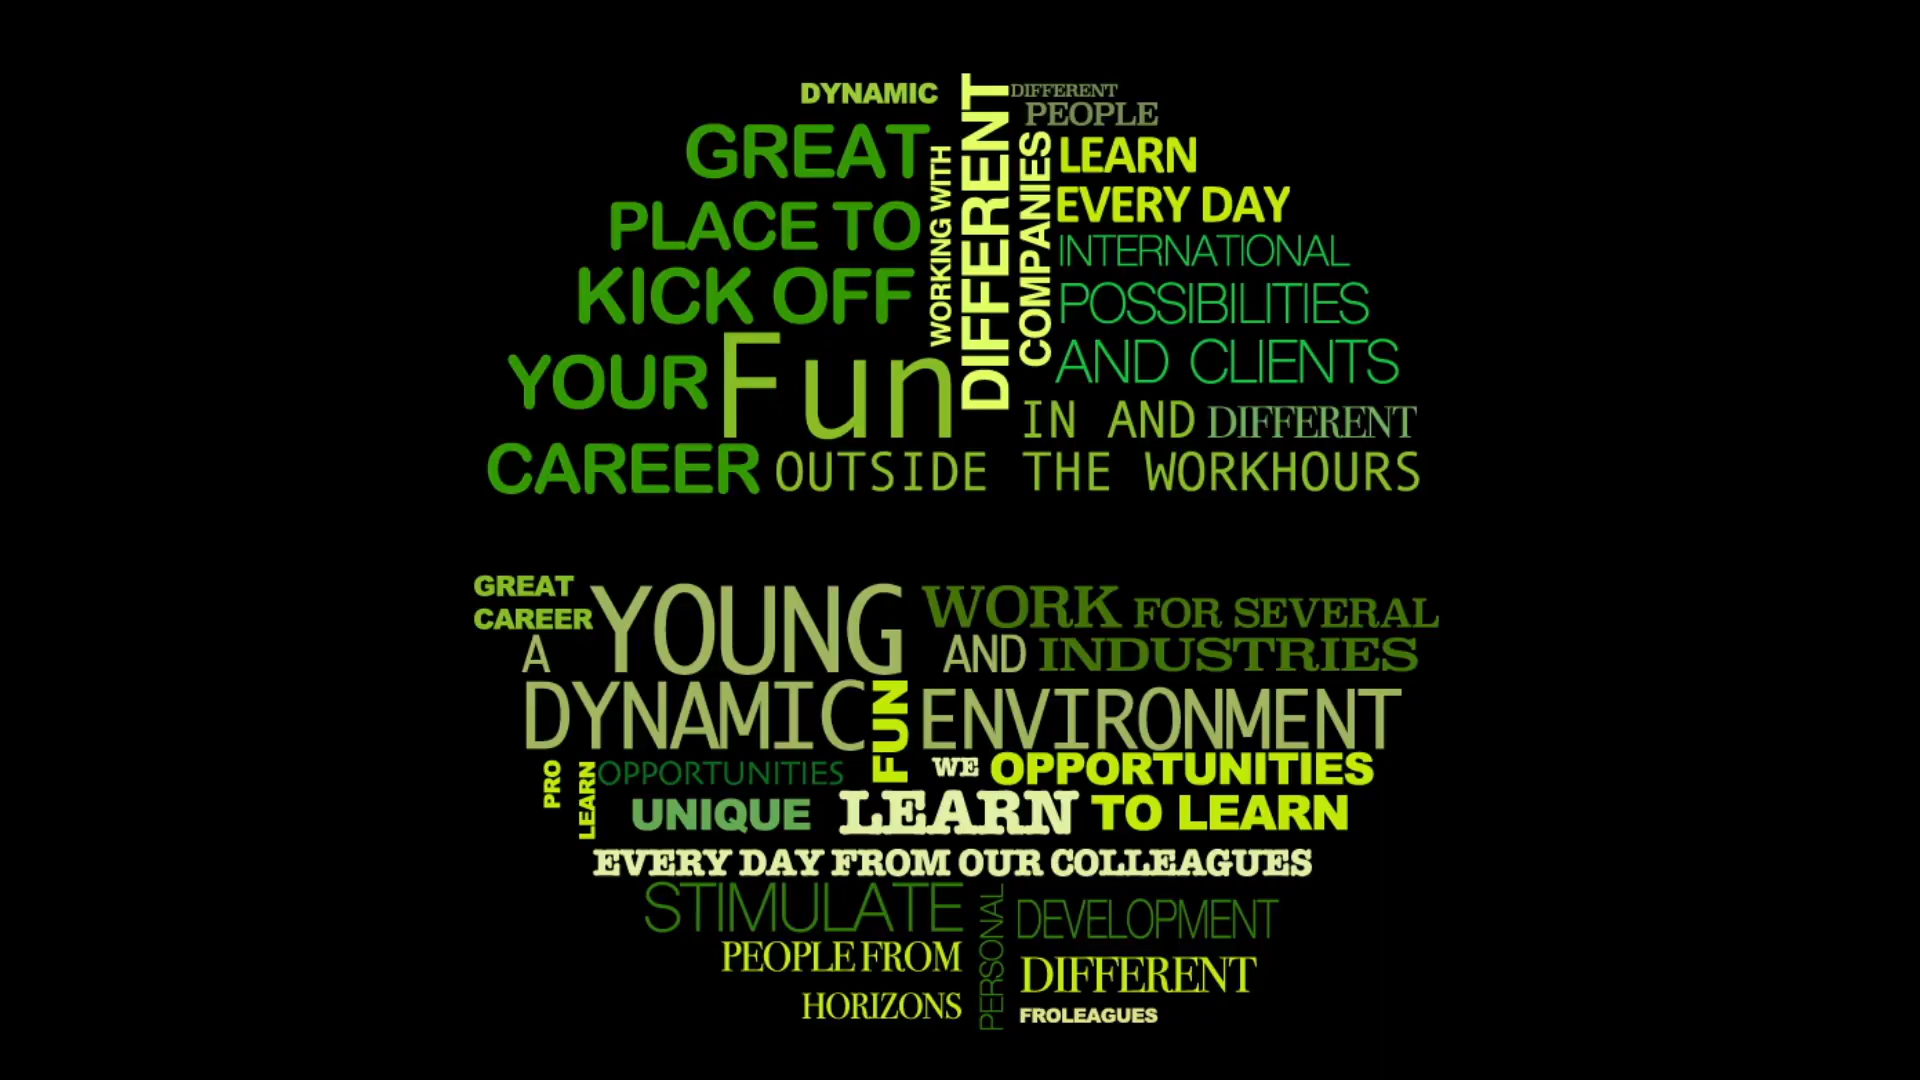 DYNAMIC
GREAT
PLACE TO
KICK OFF
YOUR
CAREER
WORKING WITH
DIFFERENT
COMPANIES
DIFFERENT
PEOPLE
LEARN
EVERY DAY
INTERNATIONAL
POSSIBILITIES
AND CLIENTS
Fun
IN AND DIFFERENT
OUTSIDE THE WORKHOURS
GREAT
CAREER
A YOUNG AND
DYNAMIC ENVIRONMENT
WORK FOR SEVERAL
INDUSTRIES
FUN
PRO
LEARN
OPPORTUNITIES
UNIQUE
OPPORTUNITIES
TO LEARN
WE
LEARN
EVERY DAY FROM OUR COLLEAGUES
STIMULATE
PERSONAL
DEVELOPMENT
PEOPLE FROM
DIFFERENT
HORIZONS
FROLEAGUES